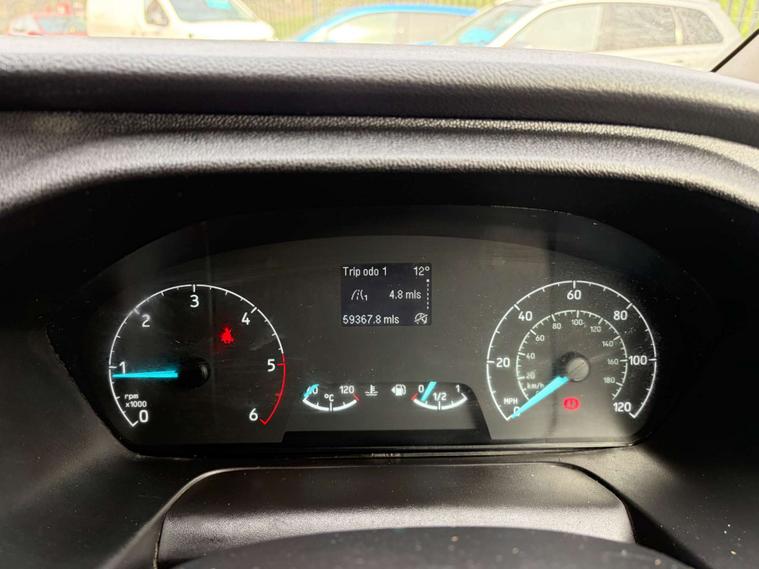 Trip odo 1 12°
4.8 mls
59367.8 mls
0 1 2 3 4 5 6
rpm
x1000
0 120
°C
0 1/2 1
0 20 40 60 80 100 120
MPH
20 40 60 80 100 120 140 160 180
km/h